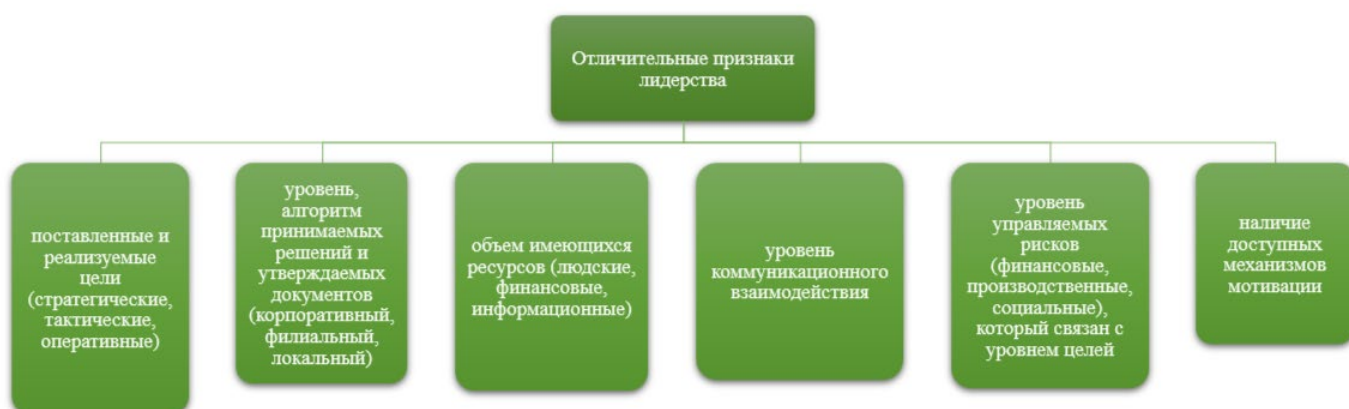 Отличительные признаки
лидерства
поставленные и
реализуемые
цели
(стратегические,
тактические,
оперативные)
уровень,
алгоритм
принимаемых
решений и
утверждаемых
документов
(корпоративный,
филиальный,
локальный)
объем имеющихся
ресурсов (людские,
финансовые,
информационные)
уровень
коммуникационного
взаимодействия
уровень
управляемых
рисков
(финансовые,
производственные,
социальные),
который связан с
уровнем целей
наличие
доступных
механизмов
мотивации